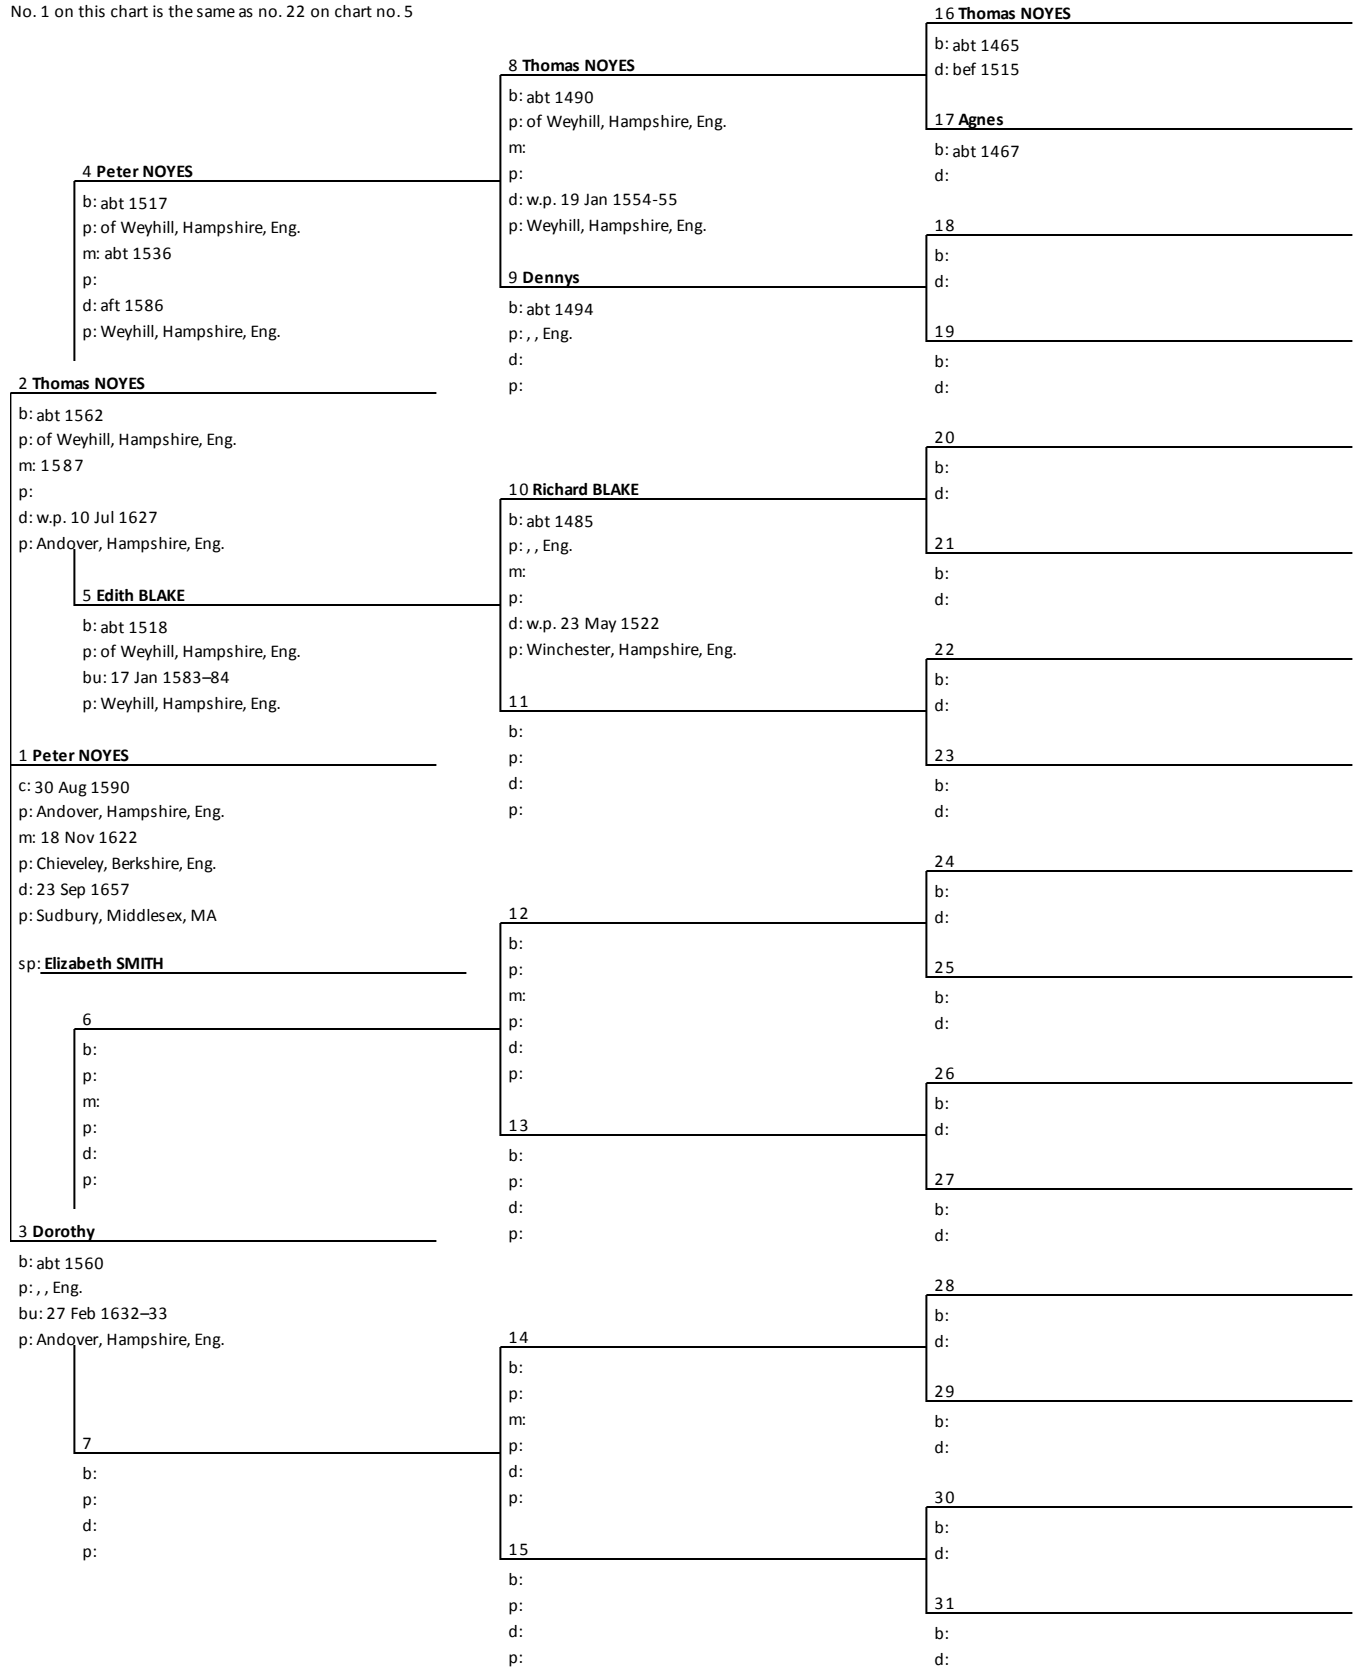 No. 1 on this chart is the same as no. 22 on chart no. 5
16 Thomas NOYES
b: abt 1465
d: bef 1515
8 Thomas NOYES
b: abt 1490
p: of Weyhill, Hampshire, Eng.
m:
p:
d: w.p. 19 Jan 1554-55
p: Weyhill, Hampshire, Eng.
17 Agnes
b: abt 1467
d:
4 Peter NOYES
b: abt 1517
p: of Weyhill, Hampshire, Eng.
m: abt 1536
p:
d: aft 1586
p: Weyhill, Hampshire, Eng.
18
b:
d:
9 Dennys
b: abt 1494
p: , , Eng.
d:
p:
19
b:
d:
2 Thomas NOYES
b: abt 1562
p: of Weyhill, Hampshire, Eng.
m: 1587
p:
d: w.p. 10 Jul 1627
p: Andover, Hampshire, Eng.
20
b:
d:
10 Richard BLAKE
b: abt 1485
p: , , Eng.
m:
p:
d: w.p. 23 May 1522
p: Winchester, Hampshire, Eng.
21
b:
d:
5 Edith BLAKE
b: abt 1518
p: of Weyhill, Hampshire, Eng.
bu: 17 Jan 1583–84
p: Weyhill, Hampshire, Eng.
22
b:
d:
11
b:
p:
d:
p:
23
b:
d:
1 Peter NOYES
c: 30 Aug 1590
p: Andover, Hampshire, Eng.
m: 18 Nov 1622
p: Chieveley, Berkshire, Eng.
d: 23 Sep 1657
p: Sudbury, Middlesex, MA
sp: Elizabeth SMITH
24
b:
d:
12
b:
p:
m:
p:
d:
p:
25
b:
d:
6
b:
p:
m:
p:
d:
p:
26
b:
d:
13
b:
p:
d:
p:
27
b:
d:
3 Dorothy
b: abt 1560
p: , , Eng.
bu: 27 Feb 1632–33
p: Andover, Hampshire, Eng.
28
b:
d:
14
b:
p:
m:
p:
d:
p:
29
b:
d:
7
b:
p:
d:
p:
30
b:
d:
15
b:
p:
d:
p:
31
b:
d: